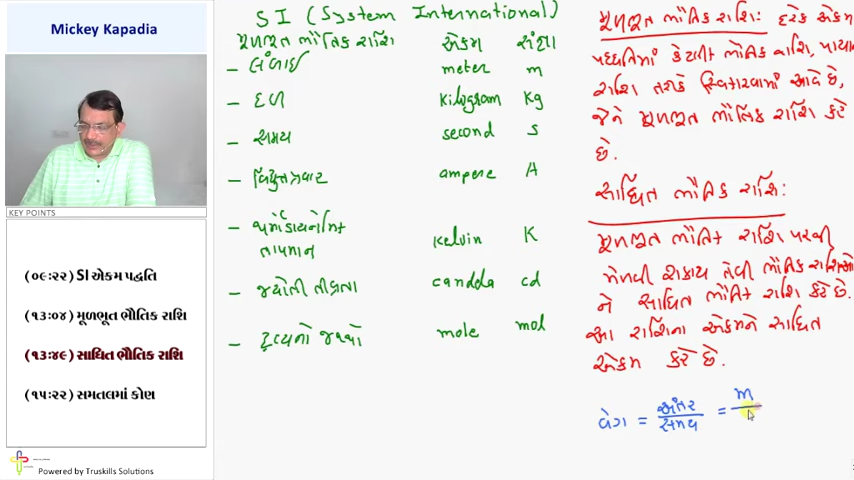 Mickey Kapadia
KEY POINTS
(૦૯:૨૨) SI એકમ પદ્ધતિ
(૧૩:૦૪) મૂળભૂત ભૌતિક રાશિ
(૧૩:૪૯) સાધિત ભૌતિક રાશિ
(૧૫:૨૨) સમતલમાં કોણ
Powered by Truskills Solutions
SI (System International)
મૂળભૂત ભૌતિક રાશિ એકમ સંજ્ઞા
– લંબાઈ meter m
– દળ kilogram Kg
– સમય second s
– વિદ્યુતપ્રવાહ ampere A
– થર્મોડાયનેમિક
તાપમાન kelvin K
– જ્યોતી તીવ્રતા candela cd
– દ્રવ્યનો જથ્થો mole mol
મૂળભૂત ભૌતિક રાશિ: દરેક એકમ
પધ્ધતિમાં કેટલીક ભૌતિક રાશિ, પાયાની
રાશિ તરીકે સ્વિકારવામાં આવે છે,
જેને મૂળભૂત ભૌતિક રાશિ કહે
છે.
સાધિત ભૌતિક રાશિ:
મૂળભૂત ભૌતિક રાશિ પરથી
મેળવી શકાય તેવી ભૌતિક રાશિઓ
ને સાધિત ભૌતિક રાશિ કહે છે.
આ રાશિના એકમને સાધિત
એકમ કહે છે.
વેગ = અંતર / સમય = m